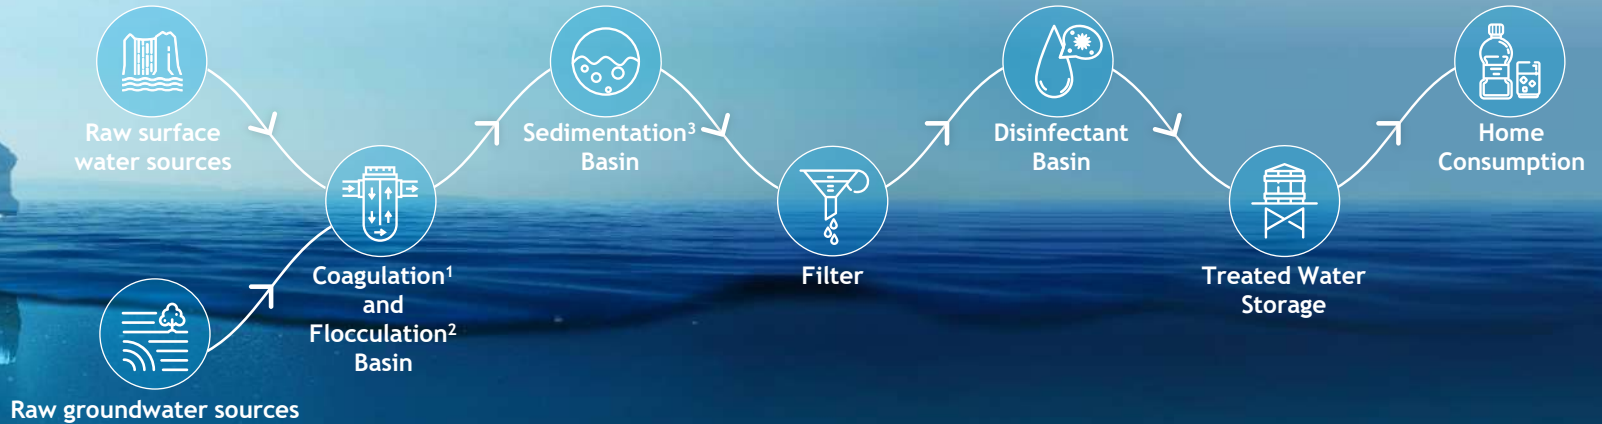 Raw surface
water sources
Raw groundwater sources
Coagulation¹
and
Flocculation²
Basin
Sedimentation³
Basin
Filter
Disinfectant
Basin
Treated Water
Storage
Home
Consumption